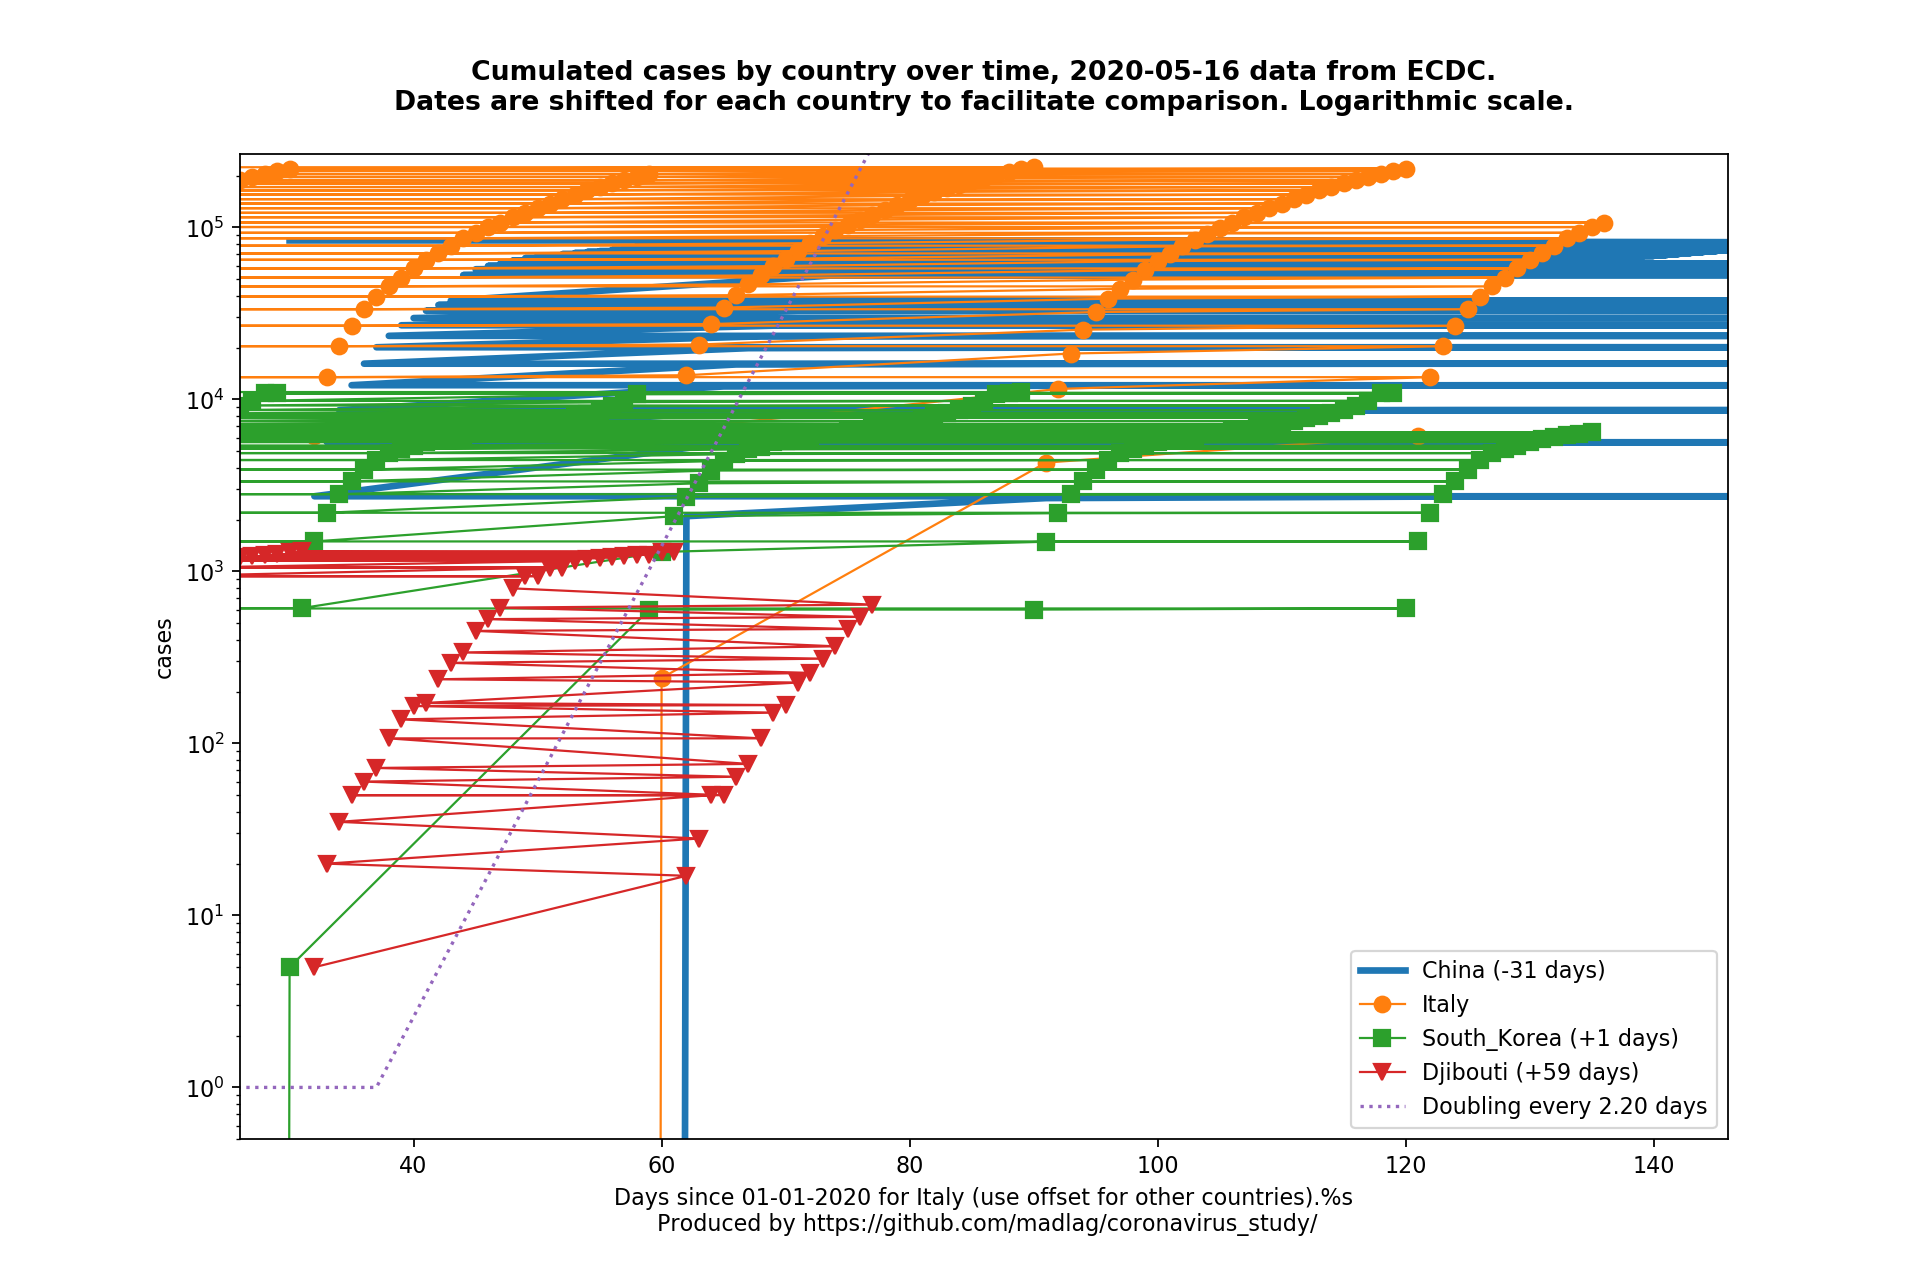 Cumulated cases by country over time, 2020-05-16 data from ECDC.
Dates are shifted for each country to facilitate comparison. Logarithmic scale.
10^5
10^4
10^3
10^2
10^1
10^0
cases
China (-31 days)
Italy
South_Korea (+1 days)
Djibouti (+59 days)
Doubling every 2.20 days
40 60 80 100 120 140
Days since 01-01-2020 for Italy (use offset for other countries).%s
Produced by https://github.com/madlag/coronavirus_study/